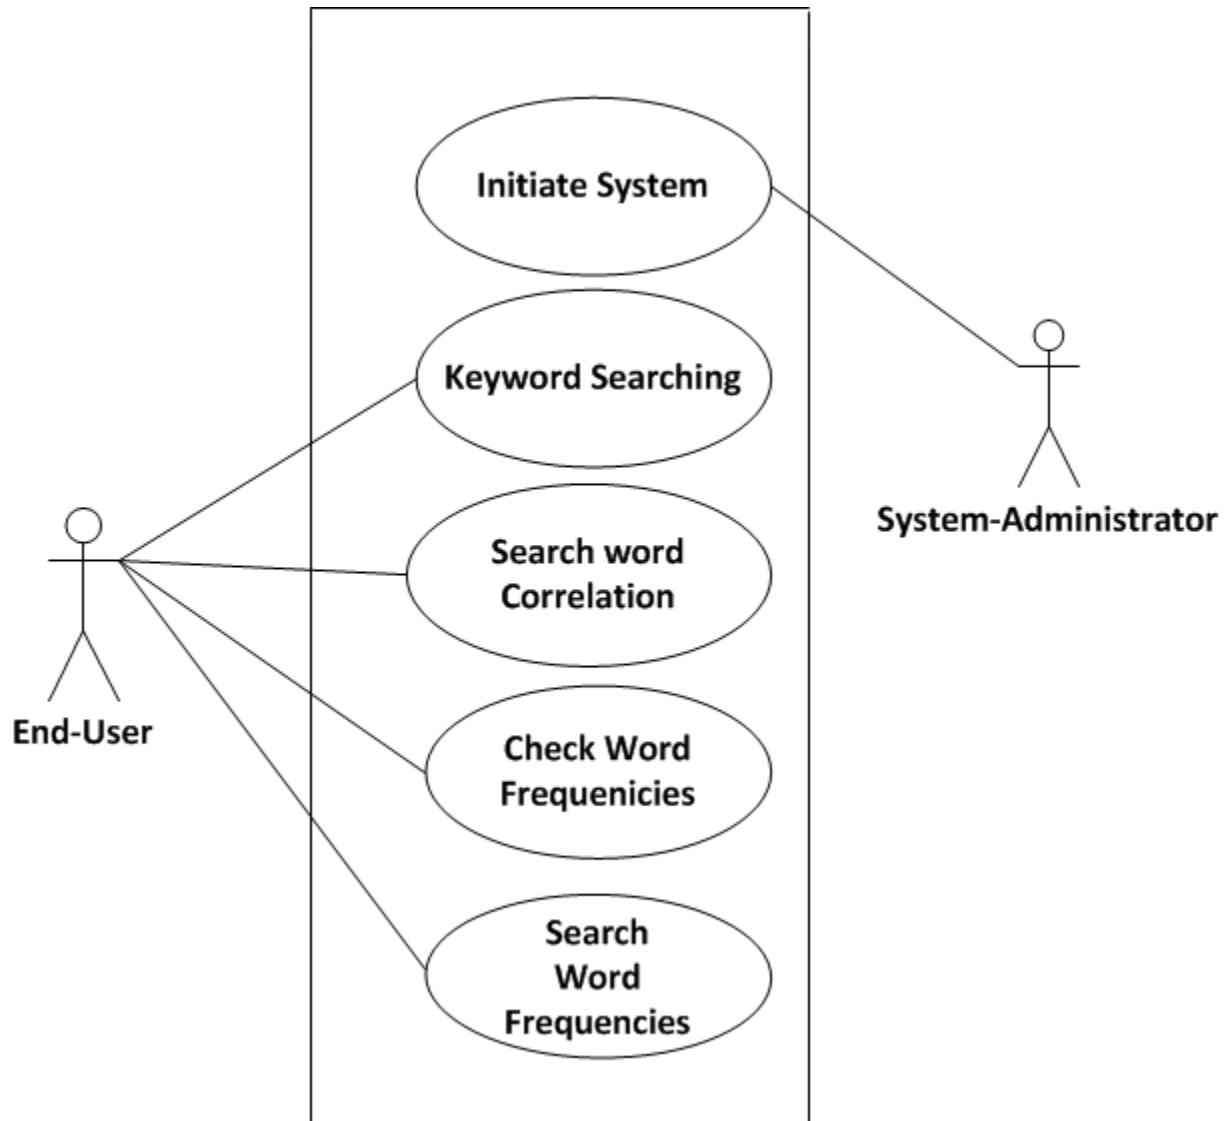 Initiate System
Keyword Searching
System-Administrator
Search word
Correlation
End-User
Check Word
Frequenicies
Search
Word
Frequencies